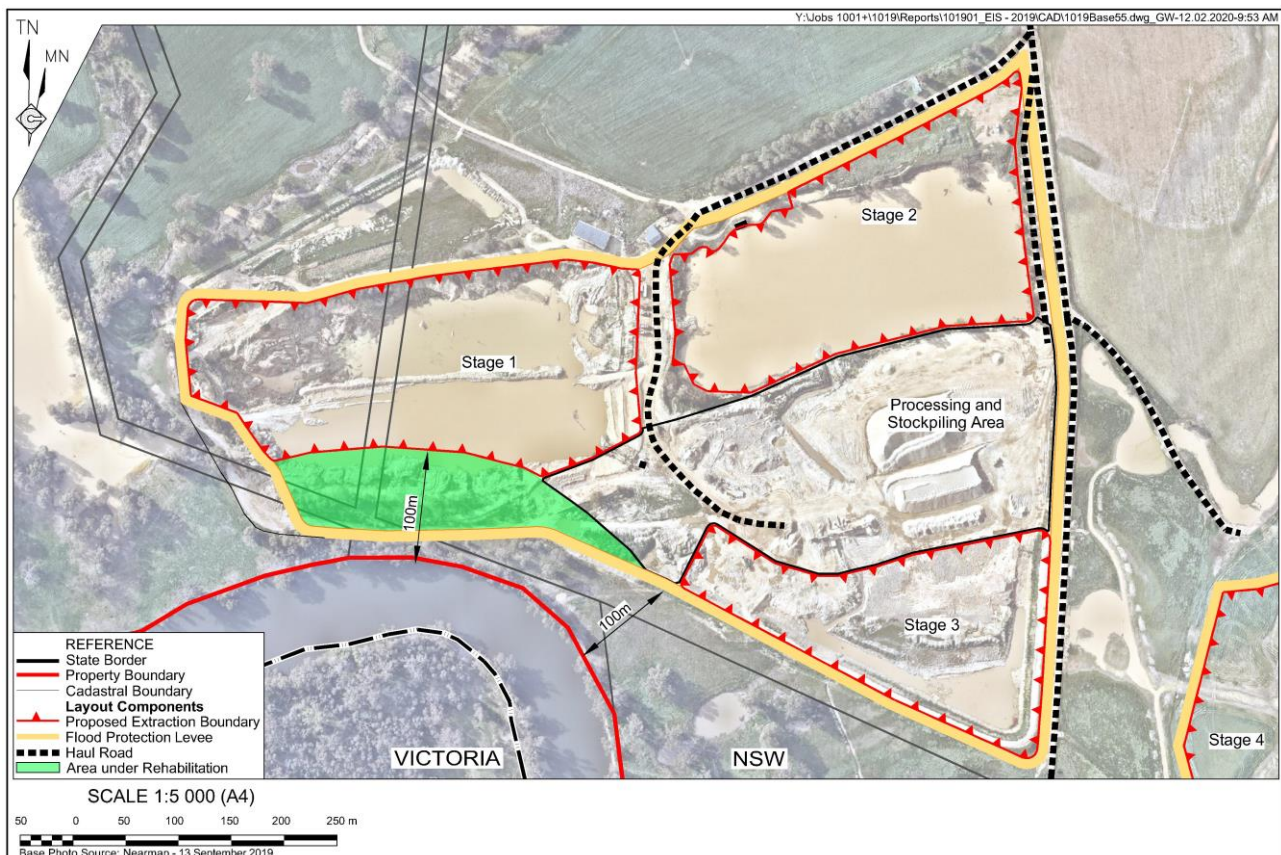 Y:\Jobs 1001+\1019\Reports\101901_EIS - 2019\CAD\1019Base55.dwg_GW-12.02.2020-9:53 AM
TN
MN
Stage 2
Stage 1
Processing and
Stockpiling Area
100m
100m
Stage 3
Stage 4
REFERENCE
State Border
Property Boundary
Cadastral Boundary
Layout Components
Proposed Extraction Boundary
Flood Protection Levee
Haul Road
Area under Rehabilitation
VICTORIA
NSW
SCALE 1:5 000 (A4)
50 0 50 100 150 200 250 m
Base Photo Source: Nearmap - 13 September 2019